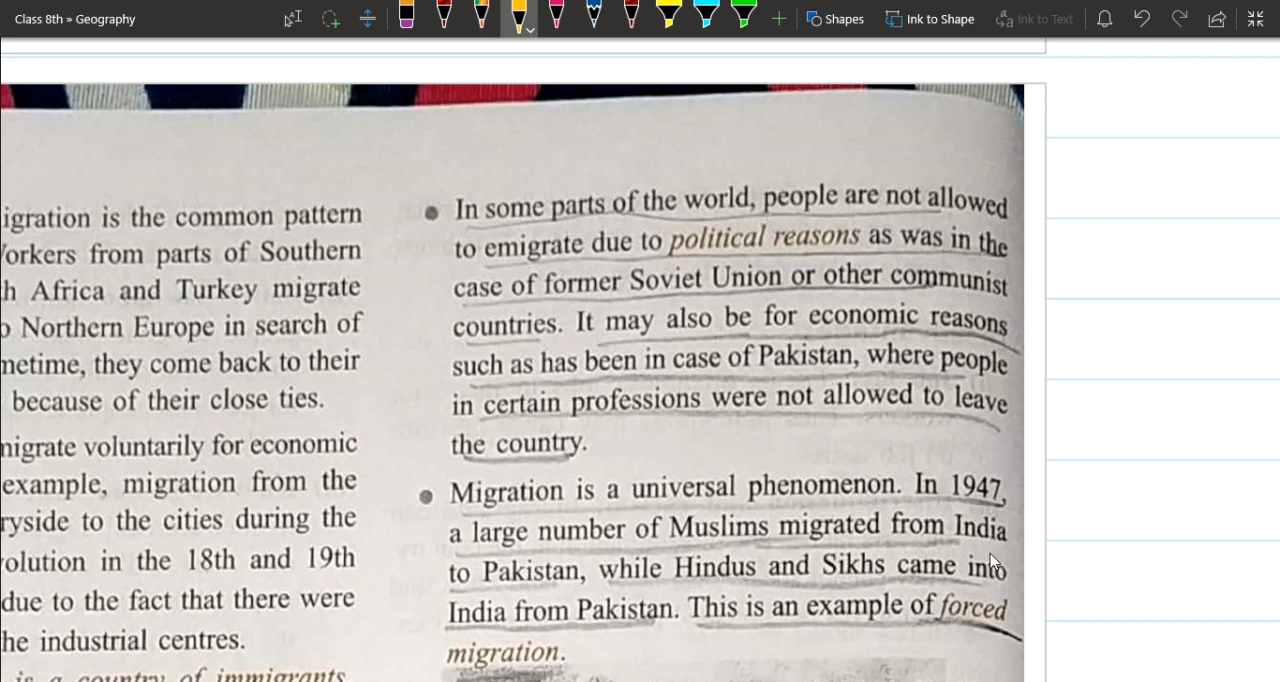 Class 8th » Geography
Shapes
Ink to Shape
Ink to Text
igration is the common pattern
orkers from parts of Southern
h Africa and Turkey migrate
o Northern Europe in search of
netime, they come back to their
because of their close ties.
nigrate voluntarily for economic
example, migration from the
ryside to the cities during the
olution in the 18th and 19th
due to the fact that there were
he industrial centres.
is a country of immigrants
In some parts of the world, people are not allowed
to emigrate due to political reasons as was in the
case of former Soviet Union or other communist
countries. It may also be for economic reasons
such as has been in case of Pakistan, where people
in certain professions were not allowed to leave
the country.
Migration is a universal phenomenon. In 1947,
a large number of Muslims migrated from India
to Pakistan, while Hindus and Sikhs came into
India from Pakistan. This is an example of forced
migration.